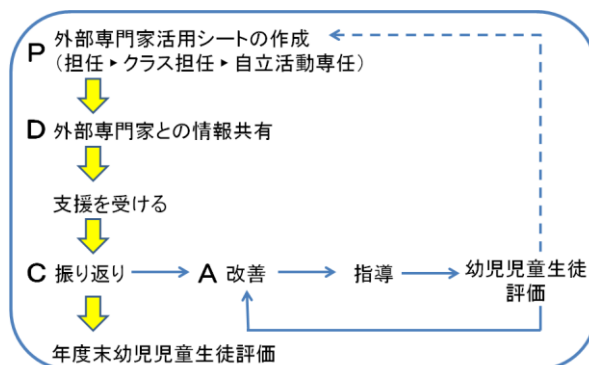 P 外部専門家活用シートの作成
(担任▶クラス担任▶自立活動専任)
D 外部専門家との情報共有
支援を受ける
C 振り返り
A 改善
指導
幼児児童生徒
評価
年度末幼児児童生徒評価